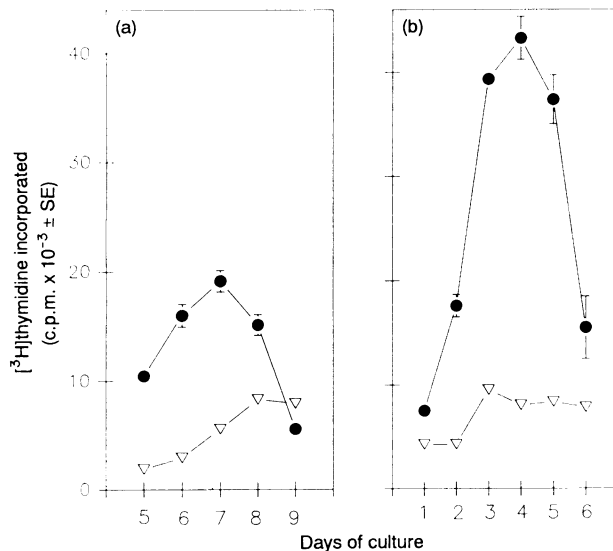 (a)
(b)
40
30
20
10
0
[³H]thymidine incorporated
(c.p.m. x 10⁻³ ± SE)
5 6 7 8 9
1 2 3 4 5 6
Days of culture